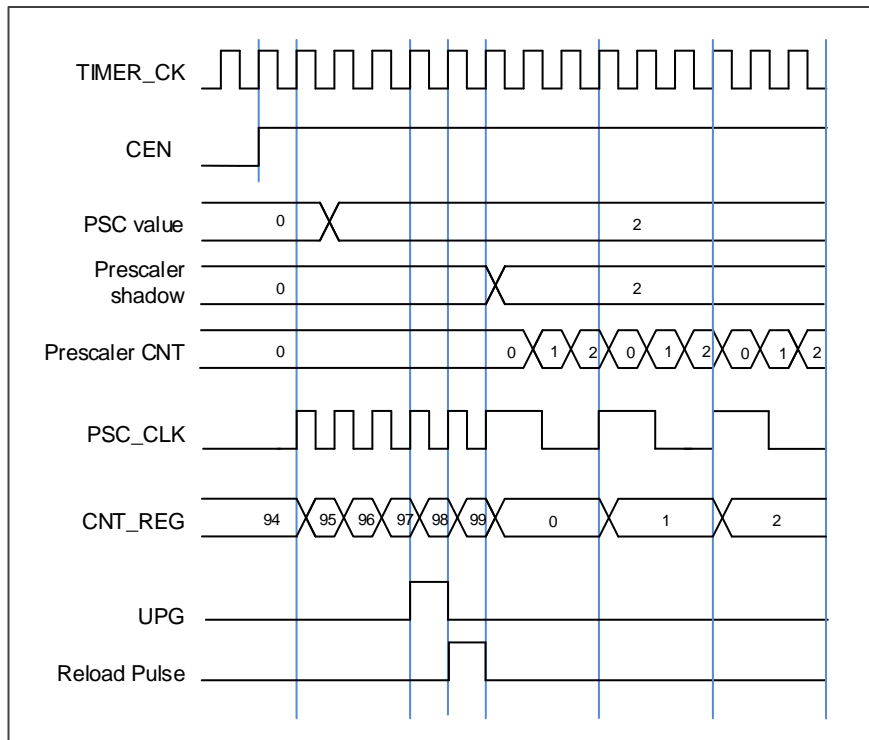 TIMER_CK
CEN
PSC value 0 2
Prescaler
shadow 0 2
Prescaler CNT 0 0 1 2 0 1 2 0 1 2
PSC_CLK
CNT_REG 94 95 96 97 98 99 0 1 2
UPG
Reload Pulse